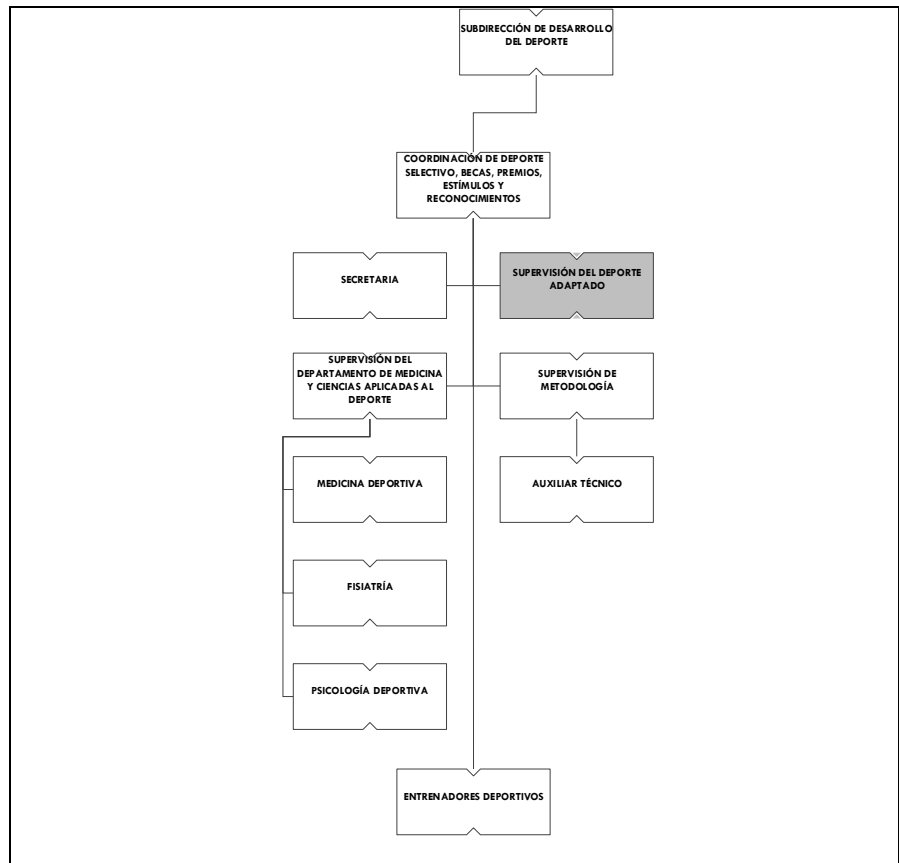 SUBDIRECCIÓN DE DESARROLLO
DEL DEPORTE
COORDINACIÓN DE DEPORTE
SELECTIVO, BECAS, PREMIOS,
ESTÍMULOS Y
RECONOCIMIENTOS
SECRETARIA
SUPERVISIÓN DEL DEPORTE
ADAPTADO
SUPERVISIÓN DEL
DEPARTAMENTO DE MEDICINA
Y CIENCIAS APLICADAS AL
DEPORTE
SUPERVISIÓN DE
METODOLOGÍA
MEDICINA DEPORTIVA
AUXILIAR TÉCNICO
FISIATRÍA
PSICOLOGÍA DEPORTIVA
ENTRENADORES DEPORTIVOS